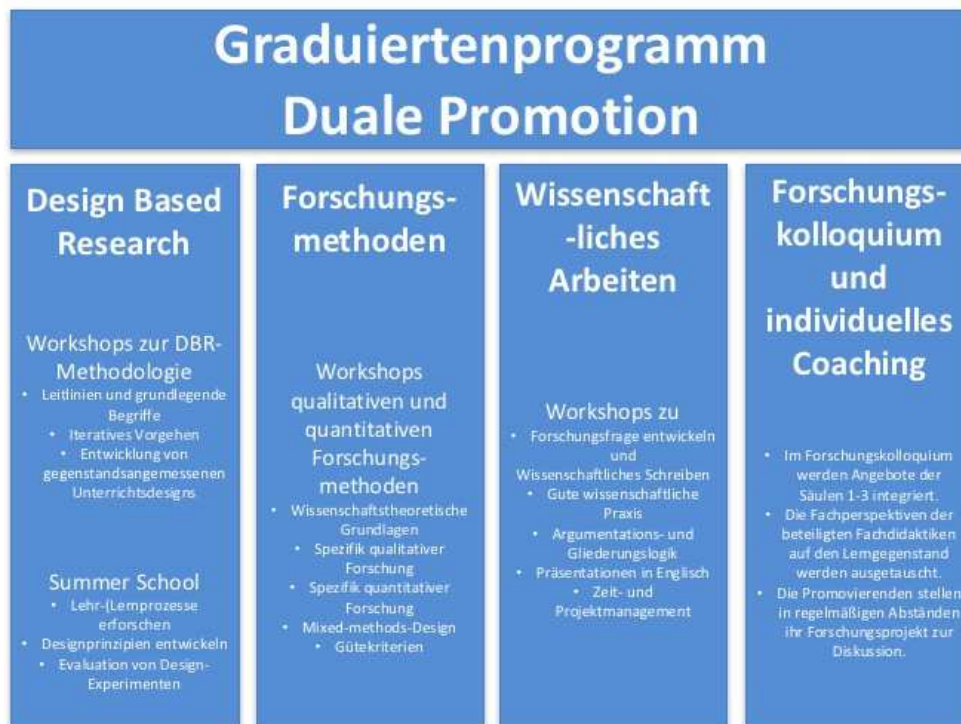 Graduiertenprogramm
Duale Promotion
Design Based
Research
Workshops zur DBR-
Methodologie
• Leitlinien und grundlegende
Begriffe
• Iteratives Vorgehen
• Entwicklung von
gegenstandsangemessenen
Unterrichtsdesigns
Summer School
• Lehr-(Lernprozesse
erforschen
• Designprinzipien entwickeln
• Evaluation von Design-
Experimenten
Forschungs-
methoden
Workshops
qualitativen und
quantitativen
Forschungs-
methoden
• Wissenschaftstheoretische
Grundlagen
• Spezifik qualitativer
Forschung
• Spezifik quantitativer
Forschung
• Mixed-methods-Design
• Gütekriterien
Wissenschaft
-liches
Arbeiten
Workshops zu
• Forschungsfrage entwickeln
und
Wissenschaftliches Schreiben
• Gute wissenschaftliche
Praxis
• Argumentations- und
Gliederungslogik
• Präsentationen in Englisch
• Zeit- und
Projektmanagement
Forschungs-
kolloquium
und
individuelles
Coaching
• Im Forschungskolloquium
werden Angebote der
Säulen 1-3 integriert.
• Die Fachperspektiven der
beteiligten Fachdidaktiken
auf den Lerngegenstand
werden ausgetauscht.
• Die Promovierenden stellen
in regelmäßigen Abständen
ihr Forschungsprojekt zur
Diskussion.